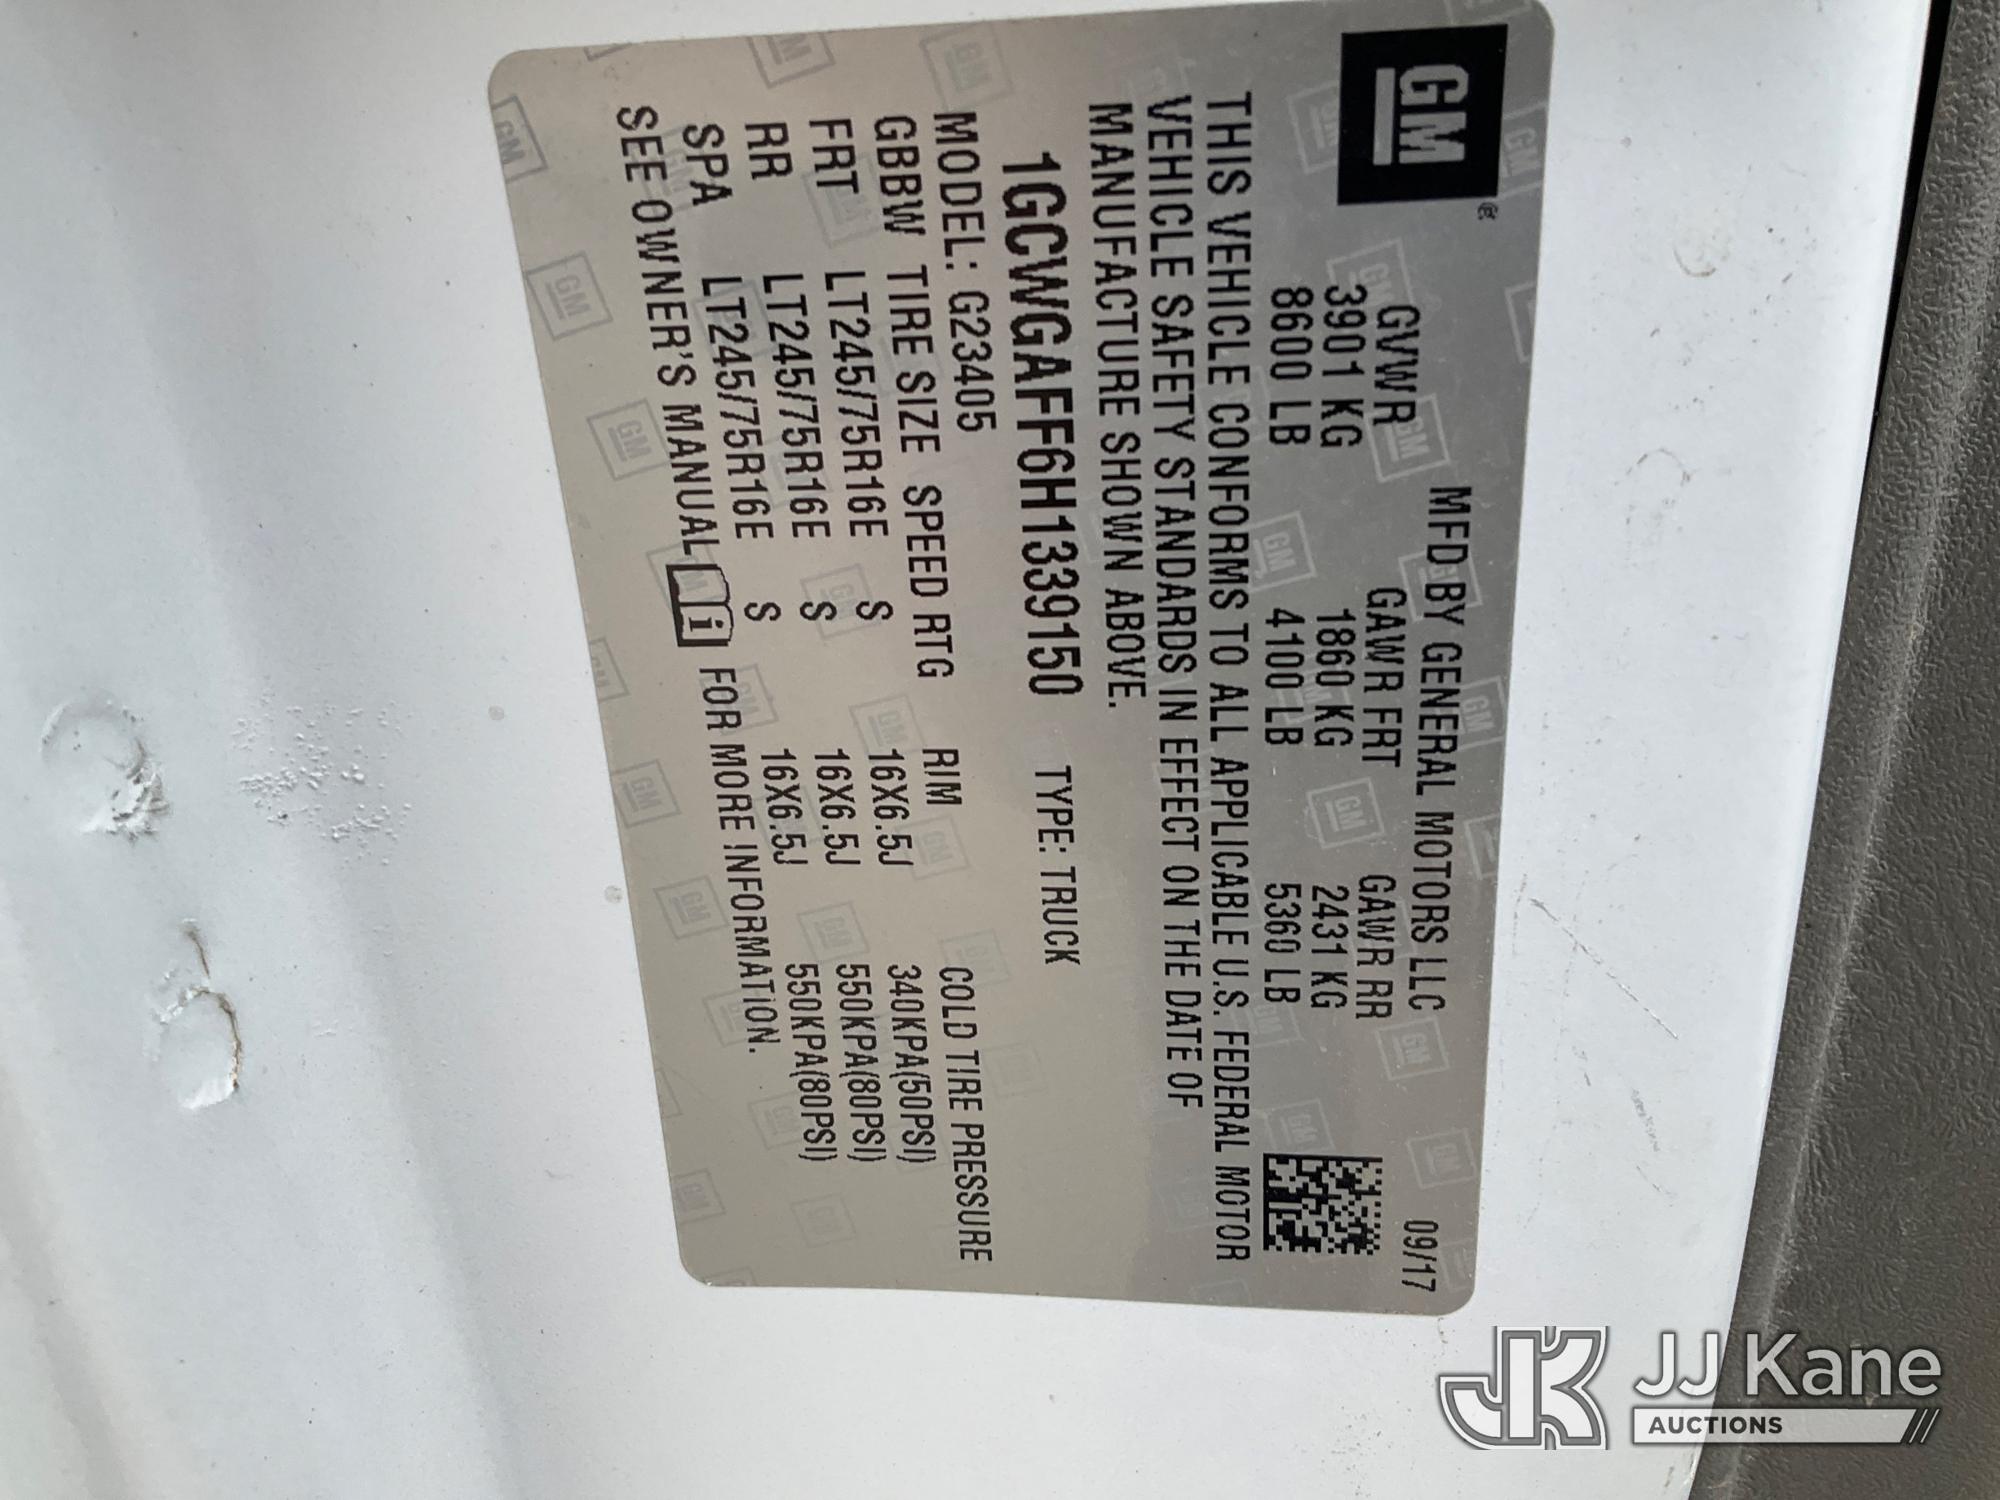 GM
MFD BY GENERAL MOTORS LLC 09/17
GVWR GAWR FRT GAWR RR
3901 KG 1860 KG 2431 KG
8600 LB 4100 LB 5360 LB
THIS VEHICLE CONFORMS TO ALL APPLICABLE U.S. FEDERAL MOTOR
VEHICLE SAFETY STANDARDS IN EFFECT ON THE DATE OF
MANUFACTURE SHOWN ABOVE.
1GCWGAFF6H1339150 TYPE: TRUCK
MODEL: G23405
GBBW TIRE SIZE SPEED RTG RIM COLD TIRE PRESSURE
FRT LT245/75R16E S 16X6.5J 340KPA(50PSI)
RR LT245/75R16E S 16X6.5J 550KPA(80PSI)
SPA LT245/75R16E S 16X6.5J 550KPA(80PSI)
SEE OWNER'S MANUAL i FOR MORE INFORMATION.
JK JJ Kane
AUCTIONS